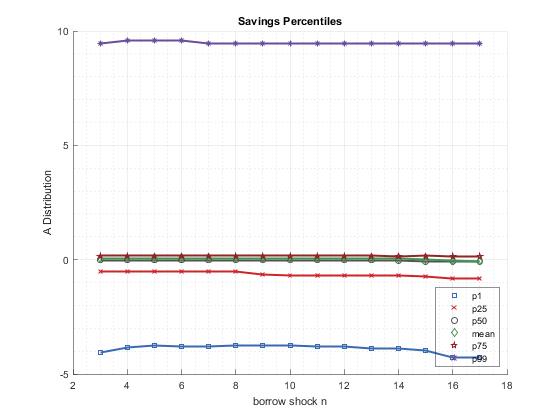 Savings Percentiles
10
5
0
-5
A Distribution
2 4 6 8 10 12 14 16 18
borrow shock n
p1
p25
p50
mean
p75
p99